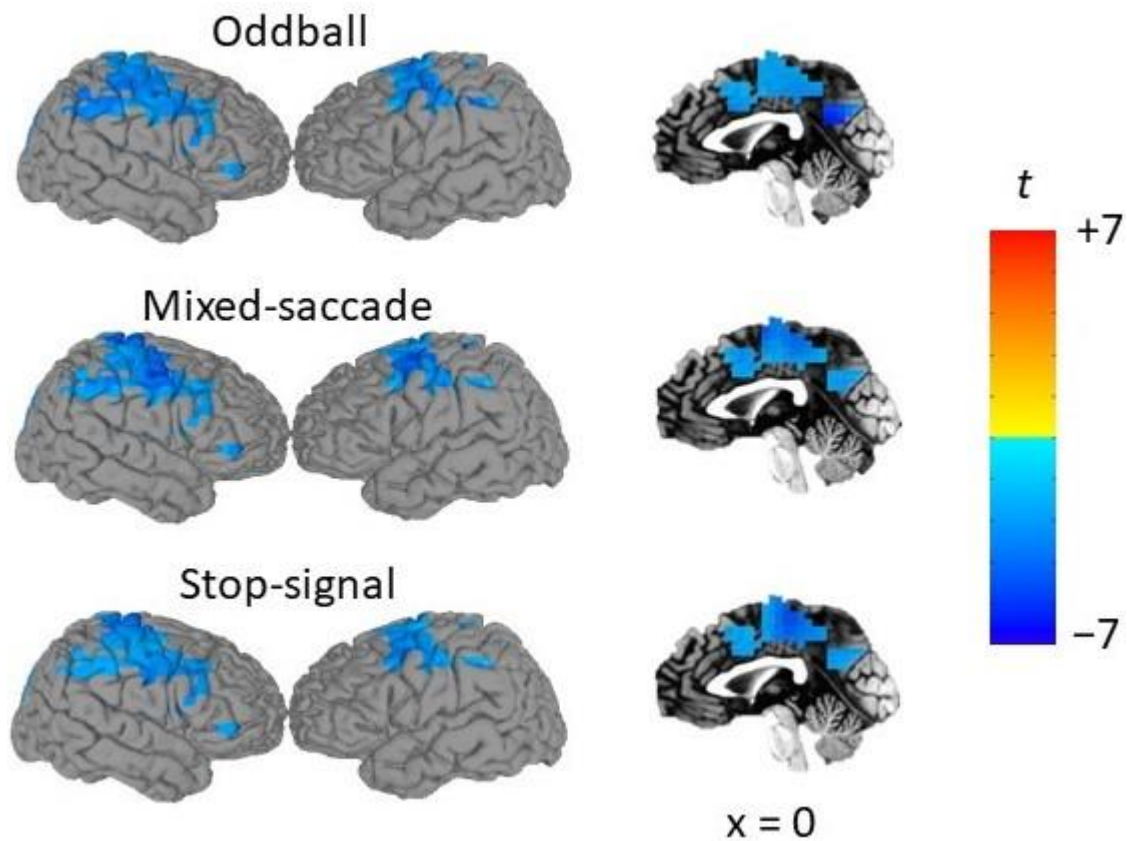 Oddball
t
+7
Mixed-saccade
Stop-signal
−7
x = 0